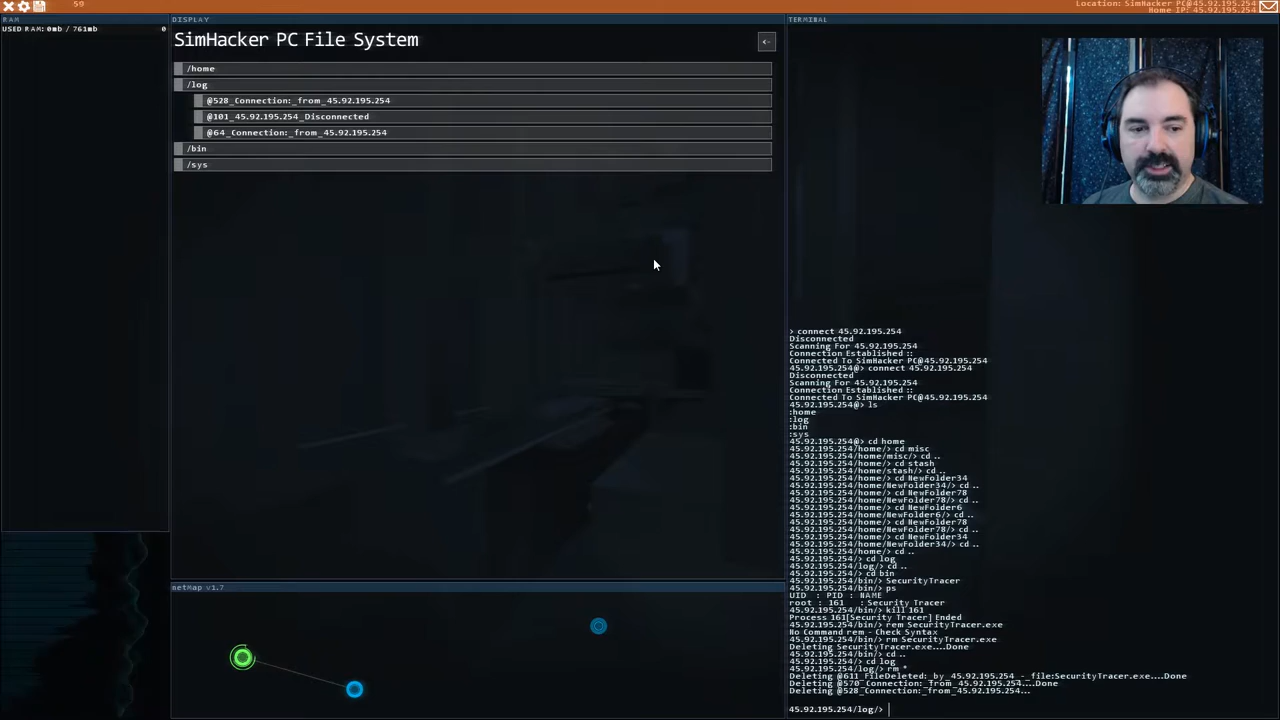 59
Location: SimHacker PC@45.92.195.254
Home IP: 45.92.195.254
RAM
USED RAM: 0mb / 761mb 0
DISPLAY
SimHacker PC File System
<-
/home
/log
@528_Connection:_from_45.92.195.254
@101_45.92.195.254_Disconnected
@64_Connection:_from_45.92.195.254
/bin
/sys
netMap v1.7
TERMINAL
> connect 45.92.195.254
Disconnected
Scanning For 45.92.195.254
Connection Established ::
Connected To SimHacker PC@45.92.195.254
45.92.195.254@> connect 45.92.195.254
Disconnected
Scanning For 45.92.195.254
Connection Established ::
Connected To SimHacker PC@45.92.195.254
45.92.195.254@> ls
:home
:log
:bin
:sys
45.92.195.254@> cd home
45.92.195.254/home/> cd misc
45.92.195.254/home/misc/> cd ..
45.92.195.254/home/> cd stash
45.92.195.254/home/stash/> cd ..
45.92.195.254/home/> cd NewFolder34
45.92.195.254/home/NewFolder34/> cd ..
45.92.195.254/home/> cd NewFolder78
45.92.195.254/home/NewFolder78/> cd ..
45.92.195.254/home/> cd NewFolder6
45.92.195.254/home/NewFolder6/> cd ..
45.92.195.254/home/> cd NewFolder78
45.92.195.254/home/NewFolder78/> cd ..
45.92.195.254/home/> cd NewFolder34
45.92.195.254/home/NewFolder34/> cd ..
45.92.195.254/home/> cd ..
45.92.195.254/> cd log
45.92.195.254/log/> cd ..
45.92.195.254/> cd bin
45.92.195.254/bin/> SecurityTracer
45.92.195.254/bin/> ps
UID : PID : NAME
root : 161 : Security Tracer
45.92.195.254/bin/> kill 161
Process 161[Security Tracer] Ended
45.92.195.254/bin/> rem SecurityTracer.exe
No Command rem - Check Syntax
45.92.195.254/bin/> rm SecurityTracer.exe
Deleting SecurityTracer.exe....Done
45.92.195.254/bin/> cd ..
45.92.195.254/> cd log
45.92.195.254/log/> rm *
Deleting @611_FileDeleted:_by_45.92.195.254_-_file:SecurityTracer.exe....Done
Deleting @570_Connection:_from_45.92.195.254....Done
Deleting @528_Connection:_from_45.92.195.254...
45.92.195.254/log/>